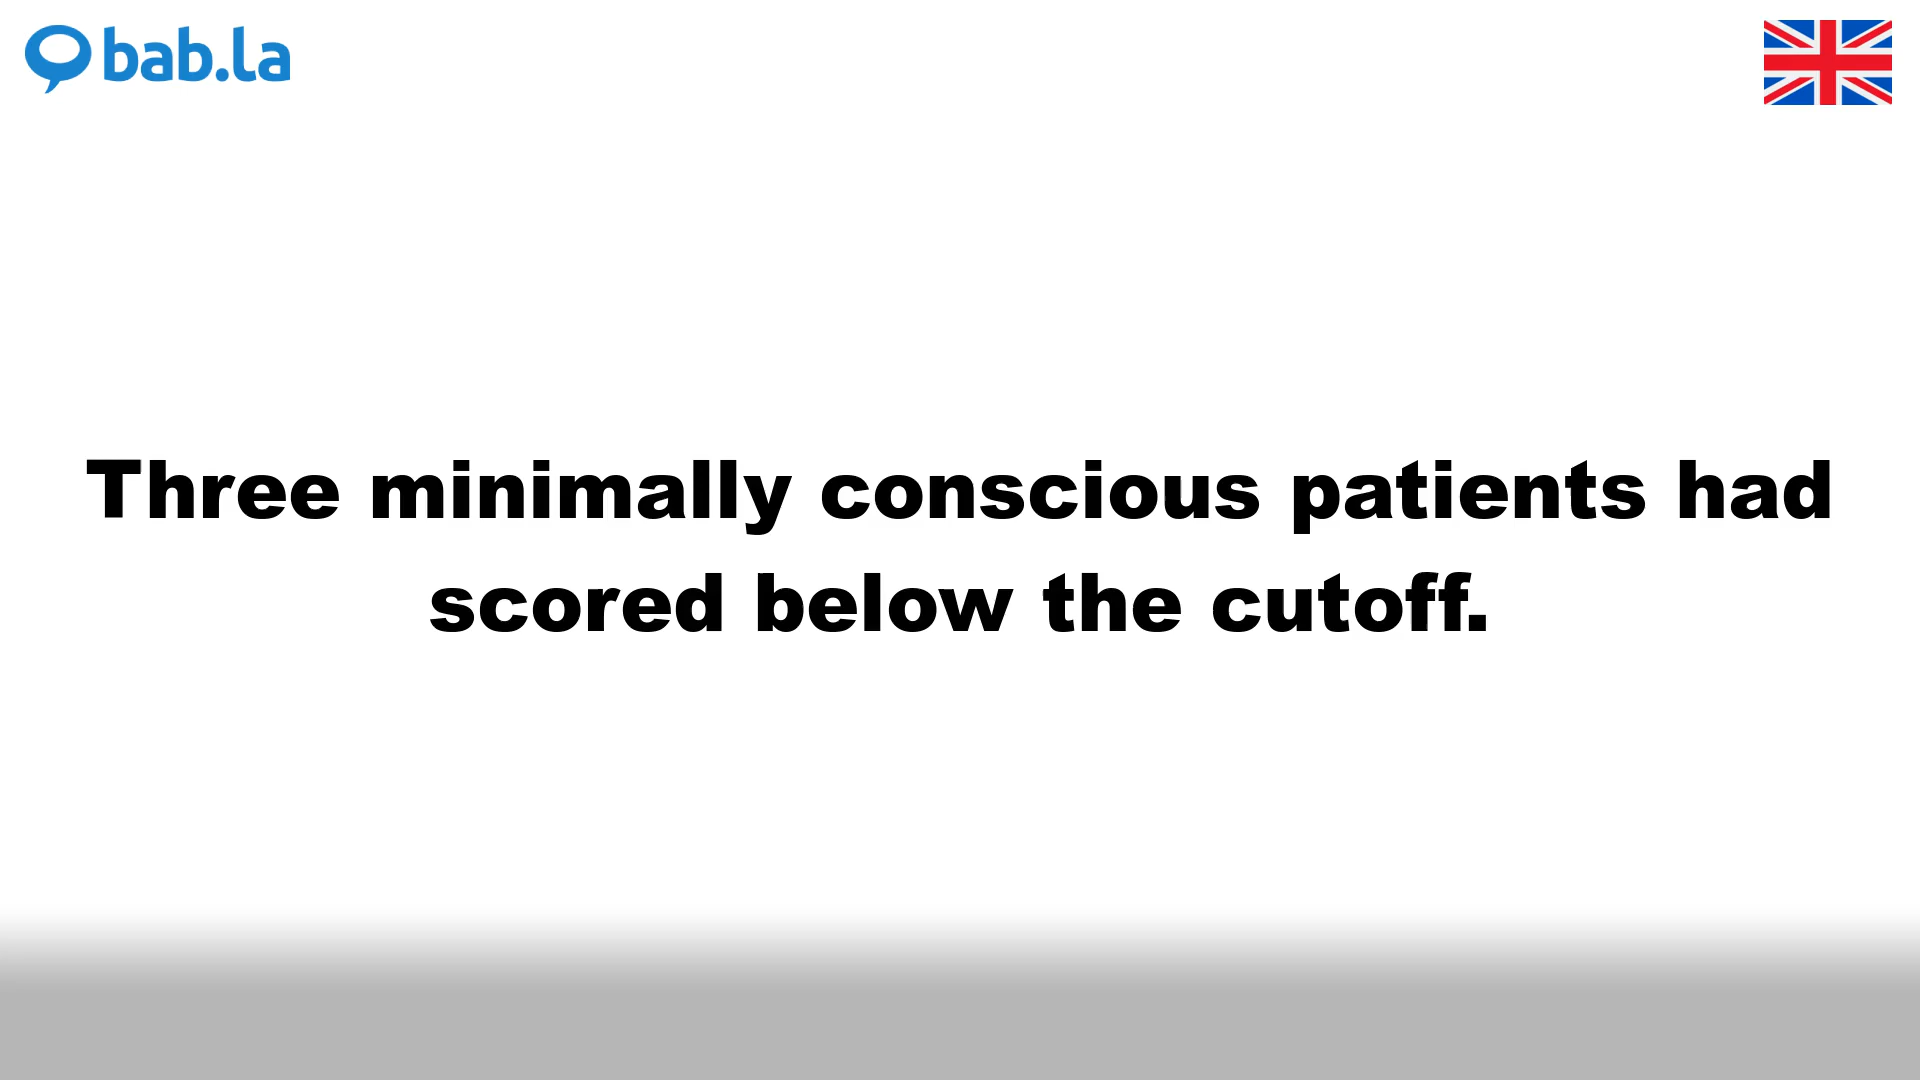 bab.la
Three minimally conscious patients had
scored below the cutoff.